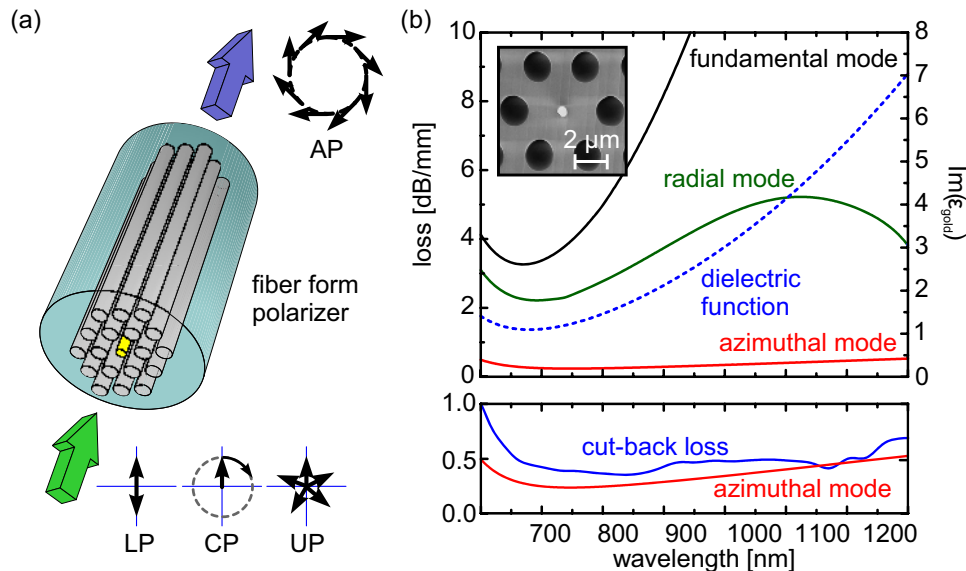 (a)
AP
fiber form
polarizer
LP
CP
UP
(b)
10
8
6
4
2
0
loss [dB/mm]
2 μm
fundamental mode
radial mode
dielectric
function
azimuthal mode
8
7
6
5
4
3
2
1
0
Im(ε_gold)
1.0
0.5
0.0
cut-back loss
azimuthal mode
700
800
900
1000
1100
1200
wavelength [nm]